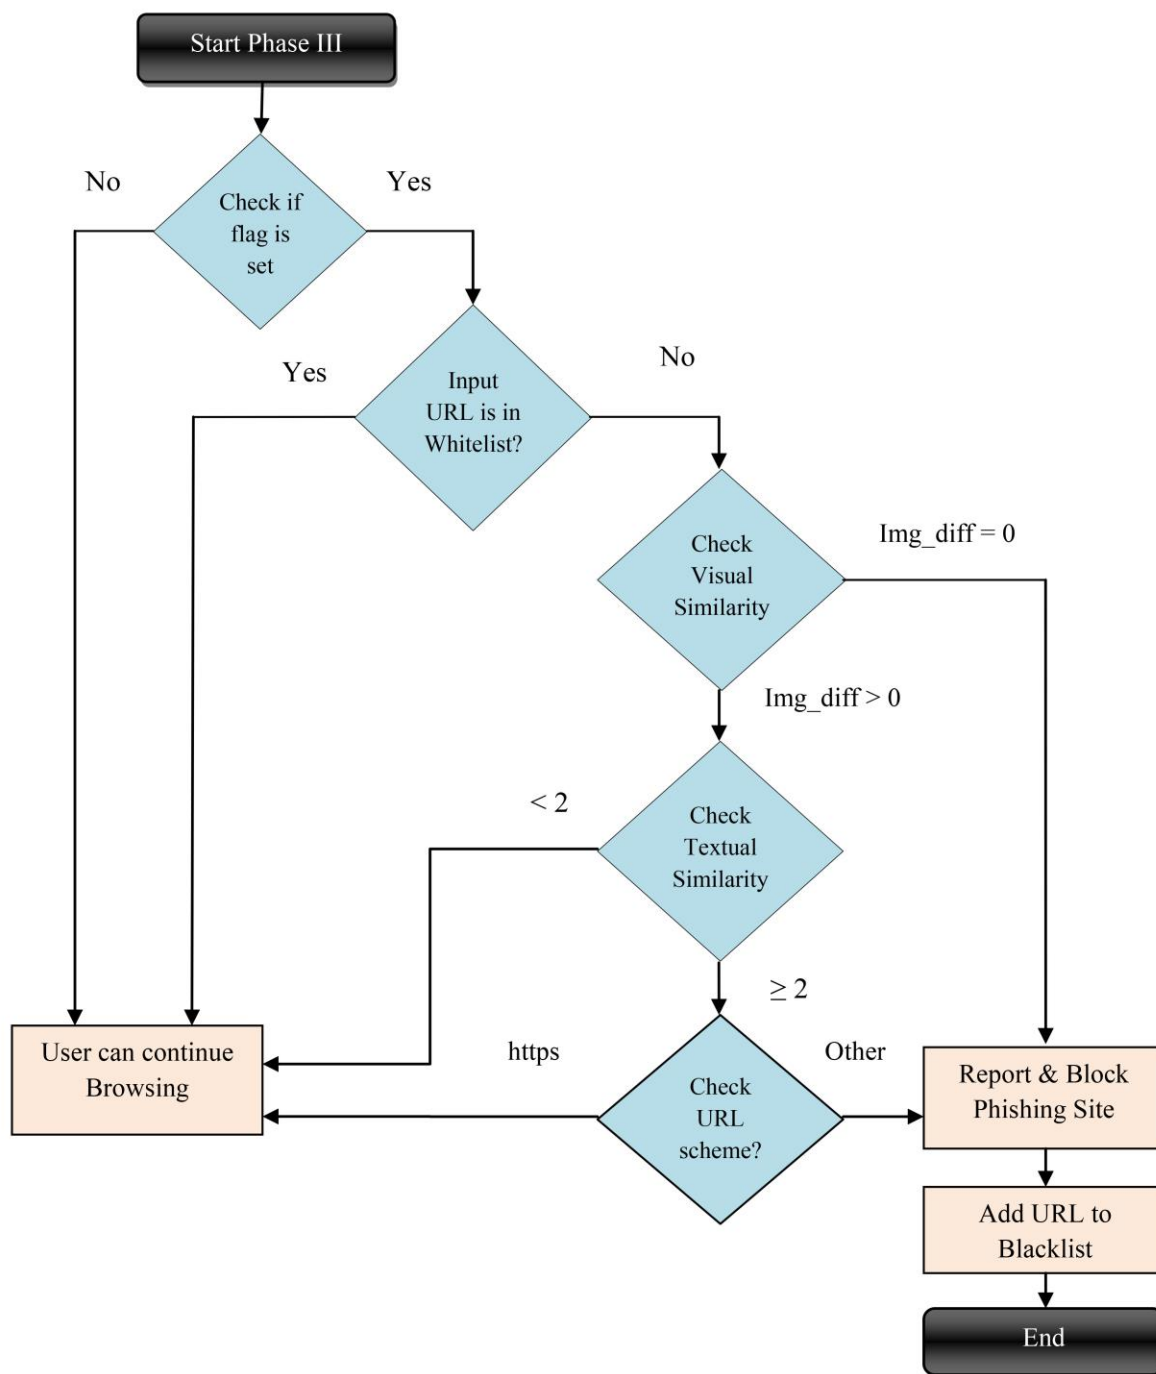 Start Phase III
No
Yes
Check if
flag is
set
Yes
No
Input
URL is in
Whitelist?
Img_diff = 0
Check
Visual
Similarity
Img_diff > 0
< 2
Check
Textual
Similarity
≥ 2
User can continue
Browsing
https
Other
Check
URL
scheme?
Report & Block
Phishing Site
Add URL to
Blacklist
End